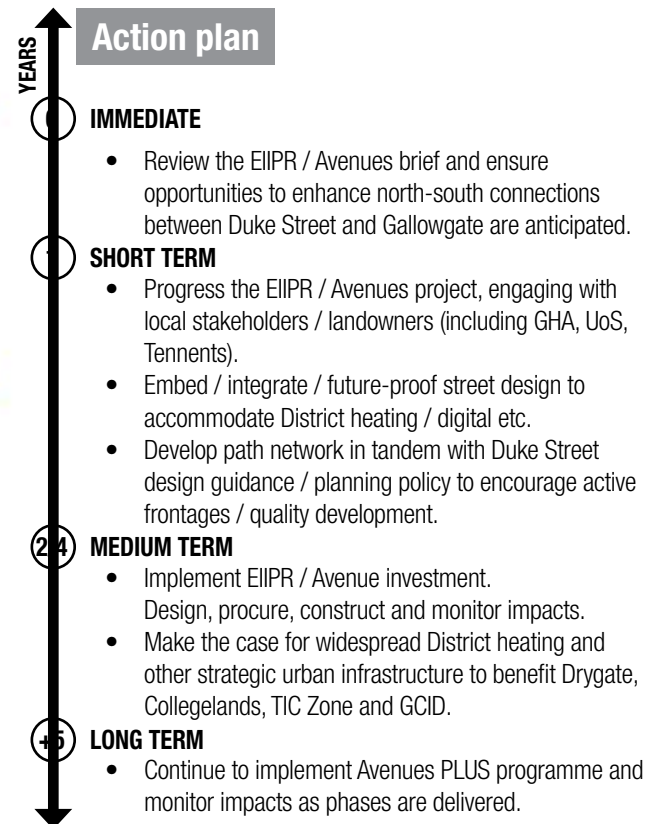 YEARS
Action plan
IMMEDIATE
• Review the EIIPR / Avenues brief and ensure
opportunities to enhance north-south connections
between Duke Street and Gallowgate are anticipated.
SHORT TERM
• Progress the EIIPR / Avenues project, engaging with
local stakeholders / landowners (including GHA, UoS,
Tennents).
• Embed / integrate / future-proof street design to
accommodate District heating / digital etc.
• Develop path network in tandem with Duke Street
design guidance / planning policy to encourage active
frontages / quality development.
2-4 MEDIUM TERM
• Implement EIIPR / Avenue investment.
Design, procure, construct and monitor impacts.
• Make the case for widespread District heating and
other strategic urban infrastructure to benefit Drygate,
Collegelands, TIC Zone and GCID.
+5 LONG TERM
• Continue to implement Avenues PLUS programme and
monitor impacts as phases are delivered.